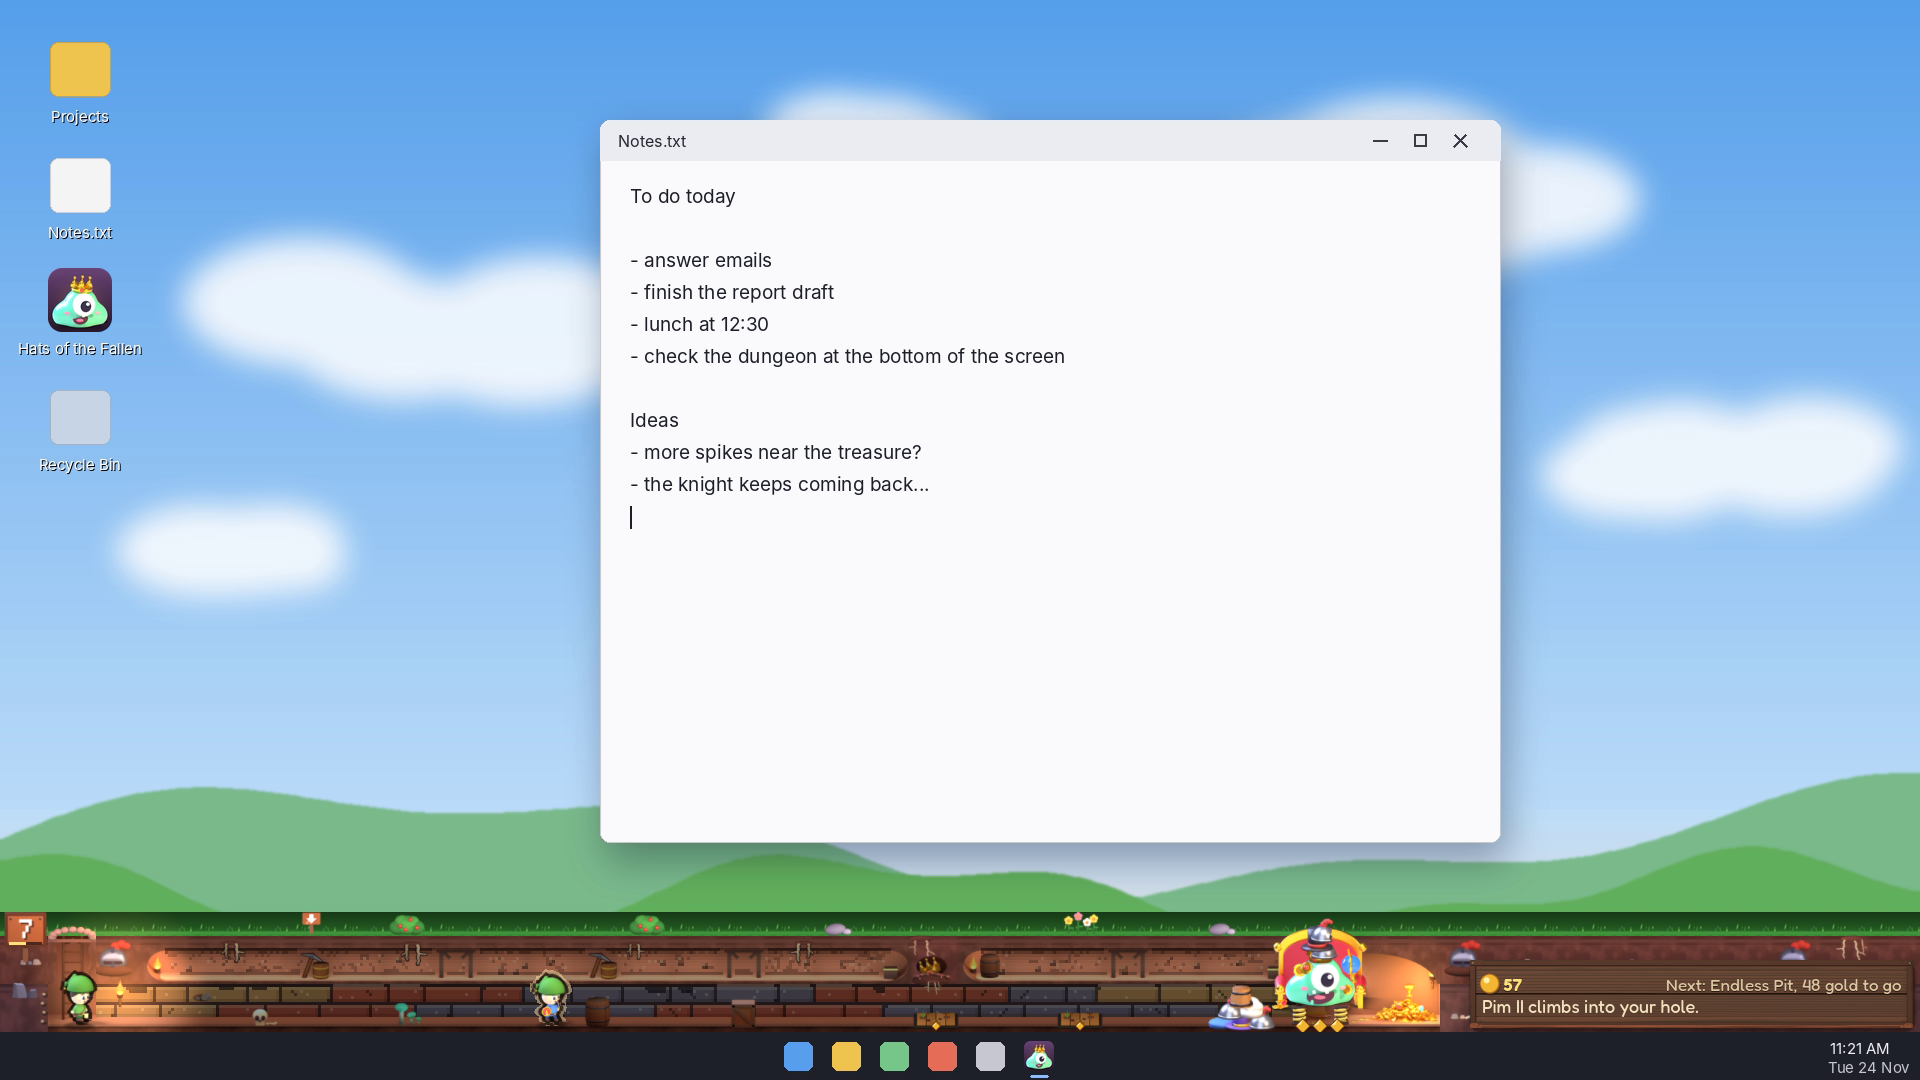 Projects
Notes.txt
Hats of the Fallen
Recycle Bin
Notes.txt
To do today
- answer emails
- finish the report draft
- lunch at 12:30
- check the dungeon at the bottom of the screen
Ideas
- more spikes near the treasure?
- the knight keeps coming back...
7
57
Next: Endless Pit, 48 gold to go
Pim II climbs into your hole.
11:21 AM
Tue 24 Nov